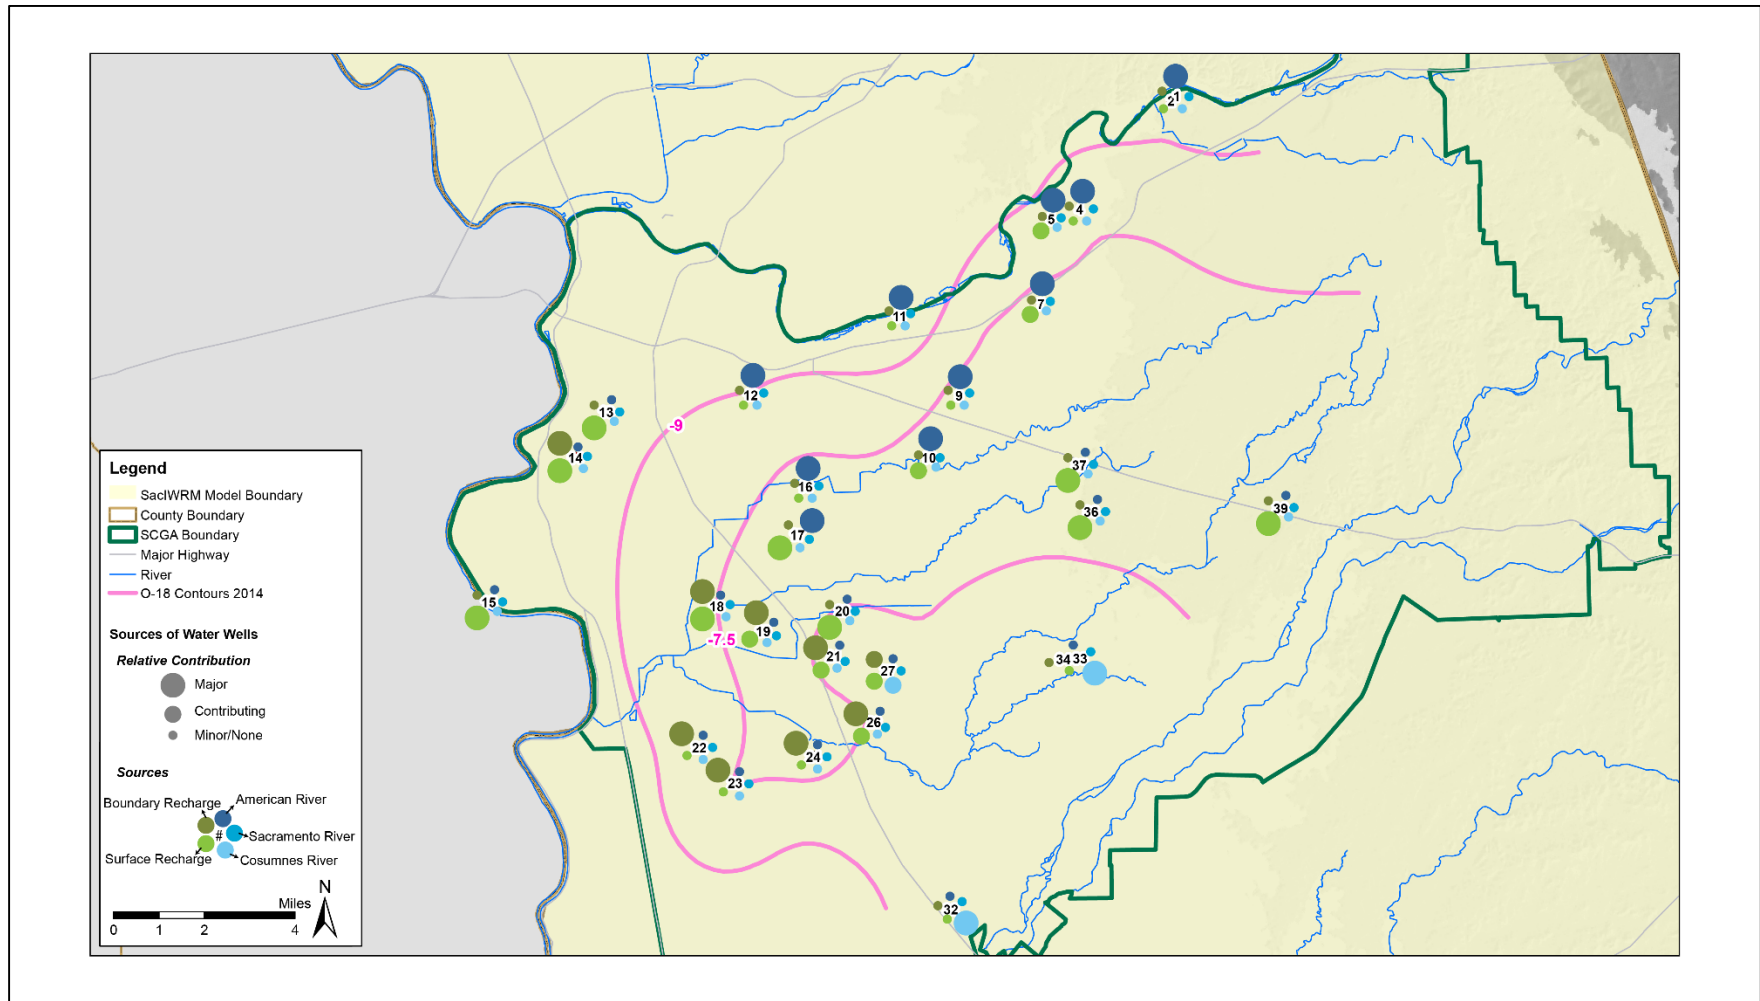 1
2
4
5
7
11
12
9
-9
13
14
10
37
16
36
39
17
15
18
20
19
-7.5
21
27
34 33
26
22
24
23
32
Legend
SacIWRM Model Boundary
County Boundary
SCGA Boundary
Major Highway
River
O-18 Contours 2014
Sources of Water Wells
Relative Contribution
Major
Contributing
Minor/None
Sources
Boundary Recharge
American River
#
Sacramento River
Surface Recharge
Cosumnes River
N
Miles
0 1 2 4